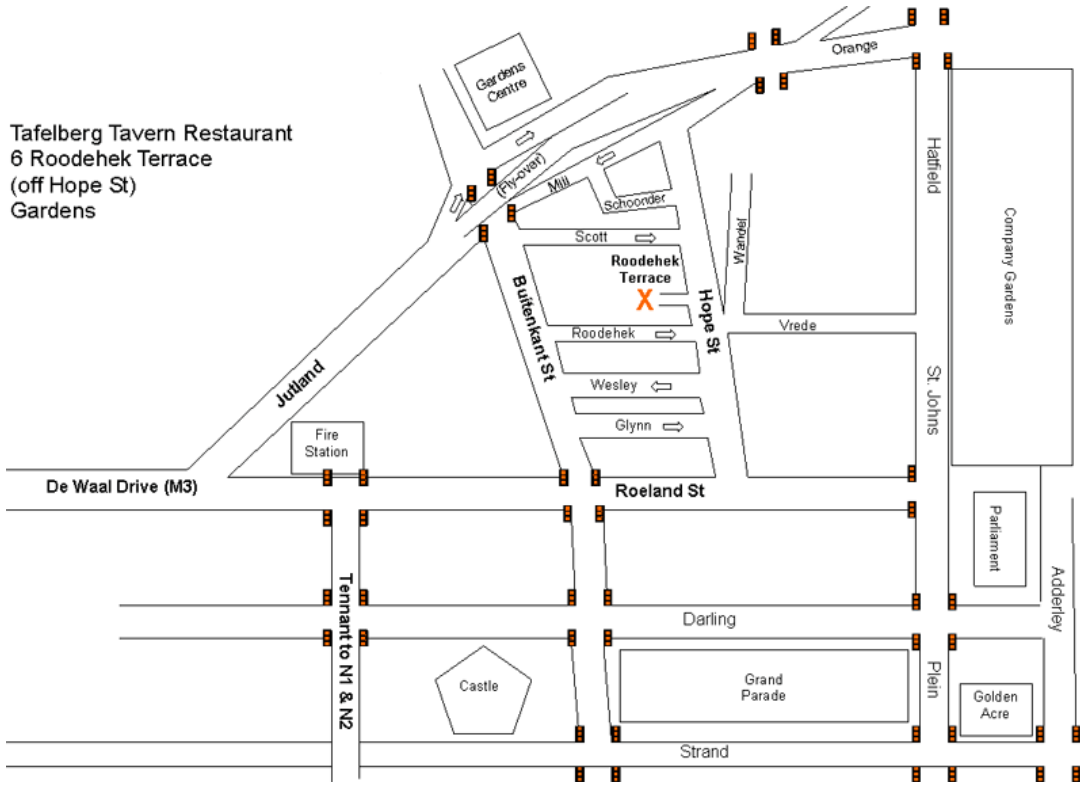 Tafelberg Tavern Restaurant
6 Roodehek Terrace
(off Hope St)
Gardens
Gardens
Centre
Orange
(Fly-over)
Mill
Schoonder
Hatfield
Company Gardens
Scott
Wandel
Roodehek
Terrace
X
Buitenkant St
Hope St
Roodehek
Vrede
Jutland
Wesley
St. Johns
Glynn
Fire
Station
De Waal Drive (M3)
Roeland St
Parliament
Adderley
Tennant to N1 & N2
Darling
Castle
Grand
Parade
Plein
Golden
Acre
Strand